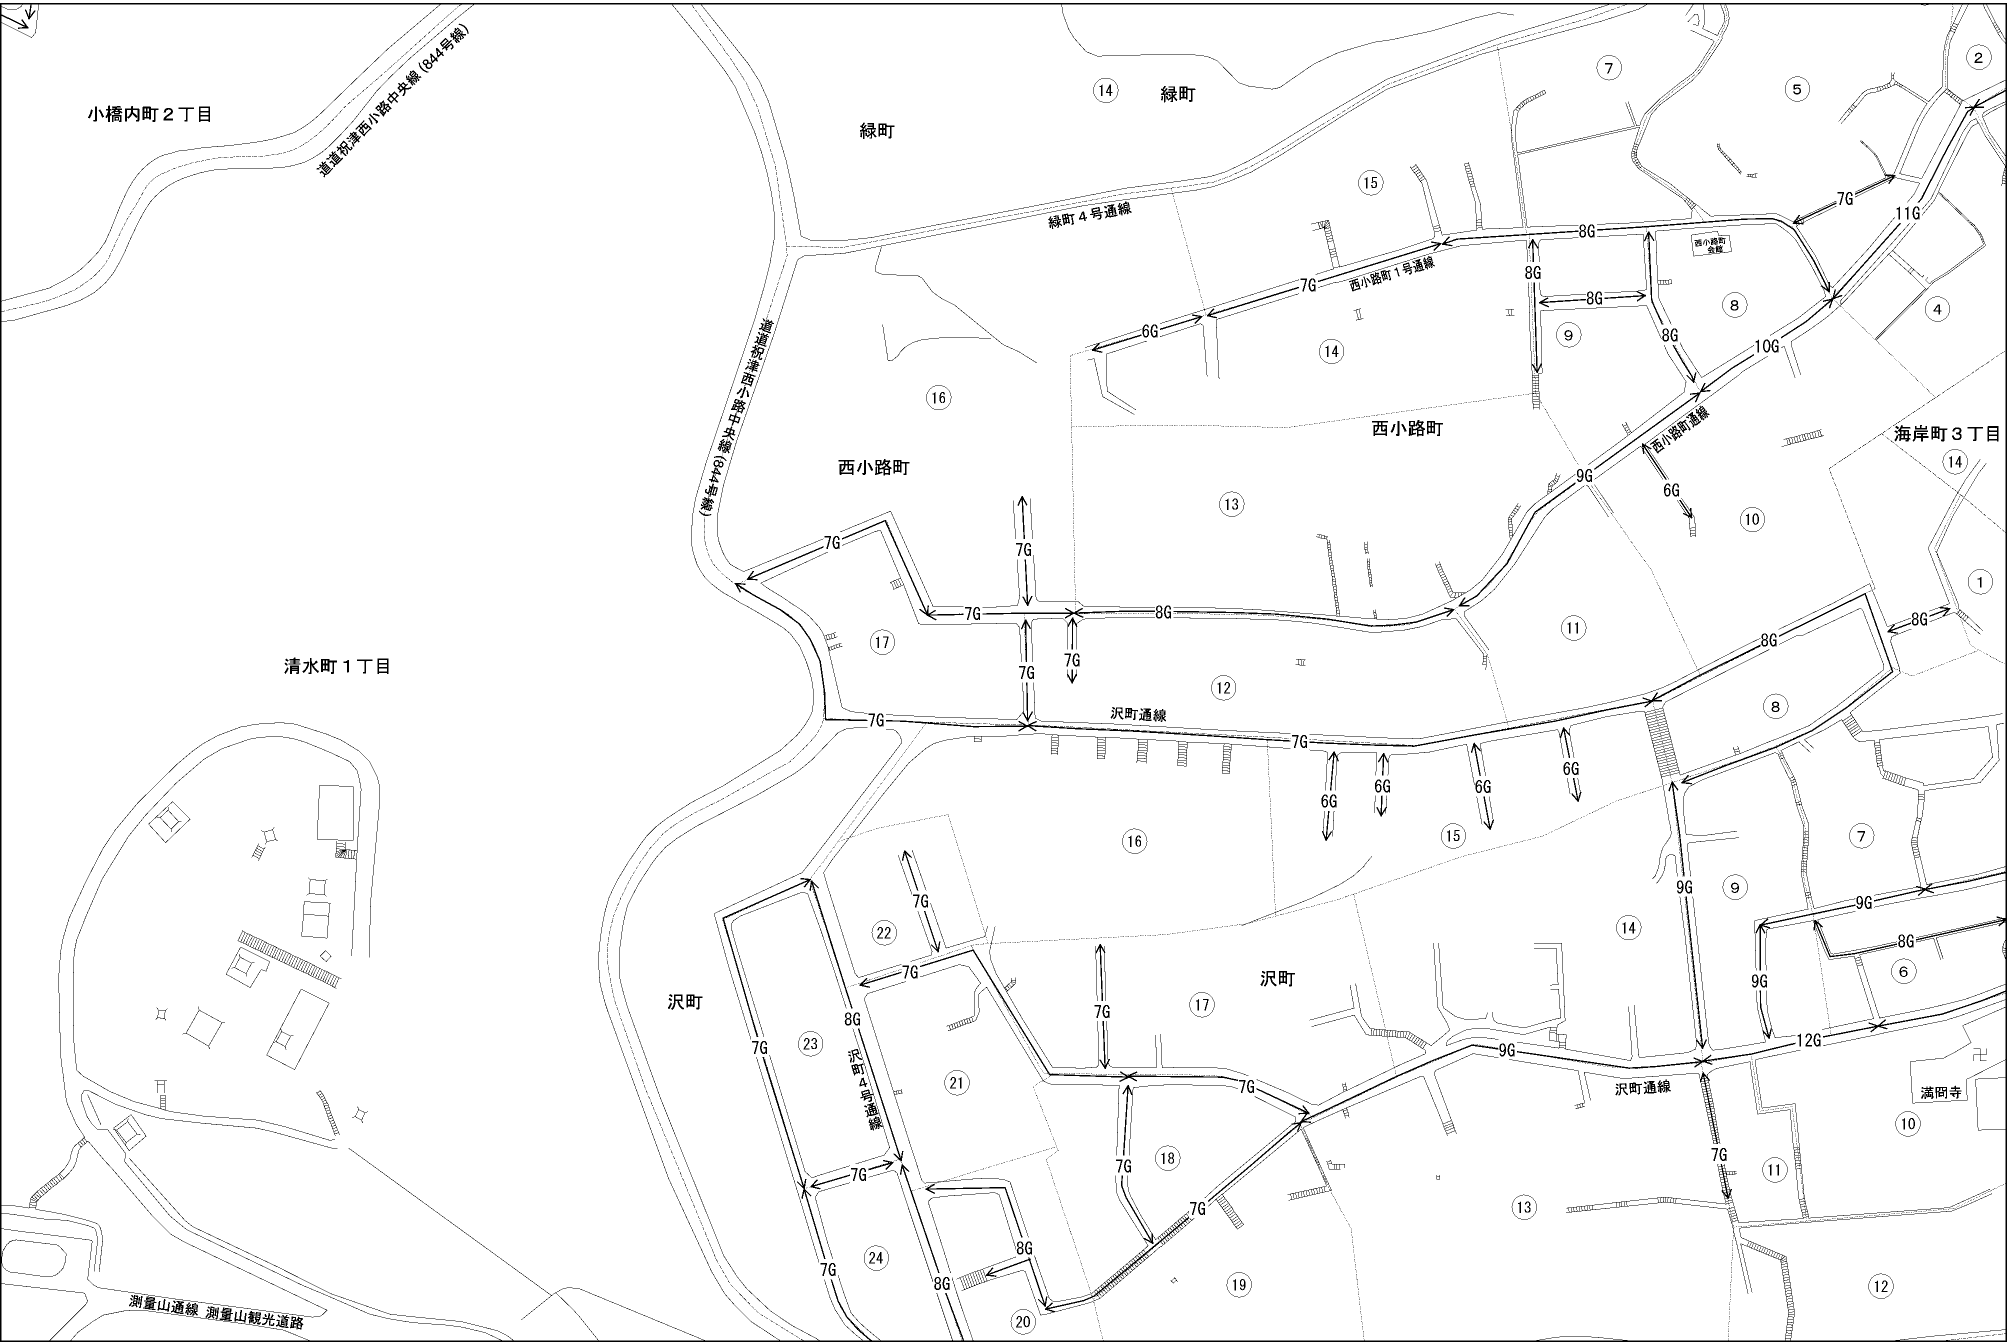 小橋内町２丁目
道道祝津西小路中央線(844号線)
緑町
⑭
緑町
緑町４号通線
⑦
⑤
②
⑮
7G
11G
8G
西小路町
会館
西小路町１号通線
7G
8G
8G
8G
⑧
④
⑨
6G
⑭
10G
道道祝津西小路中央線(844号線)
⑯
西小路町
西小路町通線
海岸町３丁目
⑭
西小路町
9G
6G
⑬
⑩
7G
7G
①
7G
8G
8G
⑰
⑪
8G
清水町１丁目
7G
7G
⑫
沢町通線
7G
7G
⑧
6G
6G
6G
6G
⑯
⑮
⑦
9G
⑨
7G
㉒
⑭
9G
8G
7G
沢町
沢町
⑥
9G
7G
⑰
8G
沢町４号通線
㉓
7G
9G
12G
㉑
7G
沢町通線
満冏寺
⑩
7G
7G
⑱
7G
⑪
7G
⑬
8G
㉔
7G
8G
⑲
⑫
⑳
測量山通線 測量山観光道路